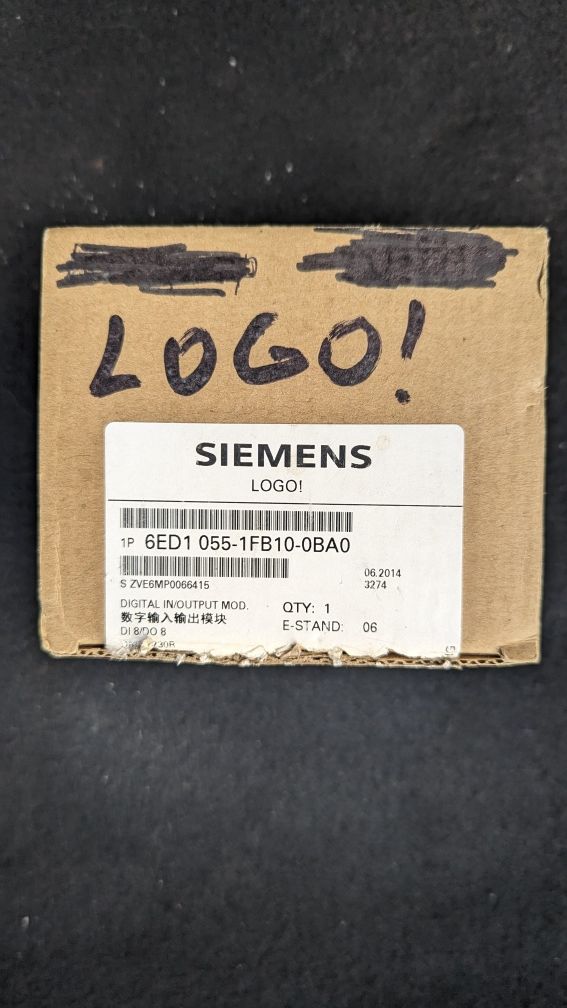 LOGO!
SIEMENS
LOGO!
1P 6ED1 055-1FB10-0BA0
06.2014
S ZVE6MP0066415
3274
DIGITAL IN/OUTPUT MOD.
QTY: 1
数字输入输出模块
E-STAND: 06
DI 8/DO 8
230R